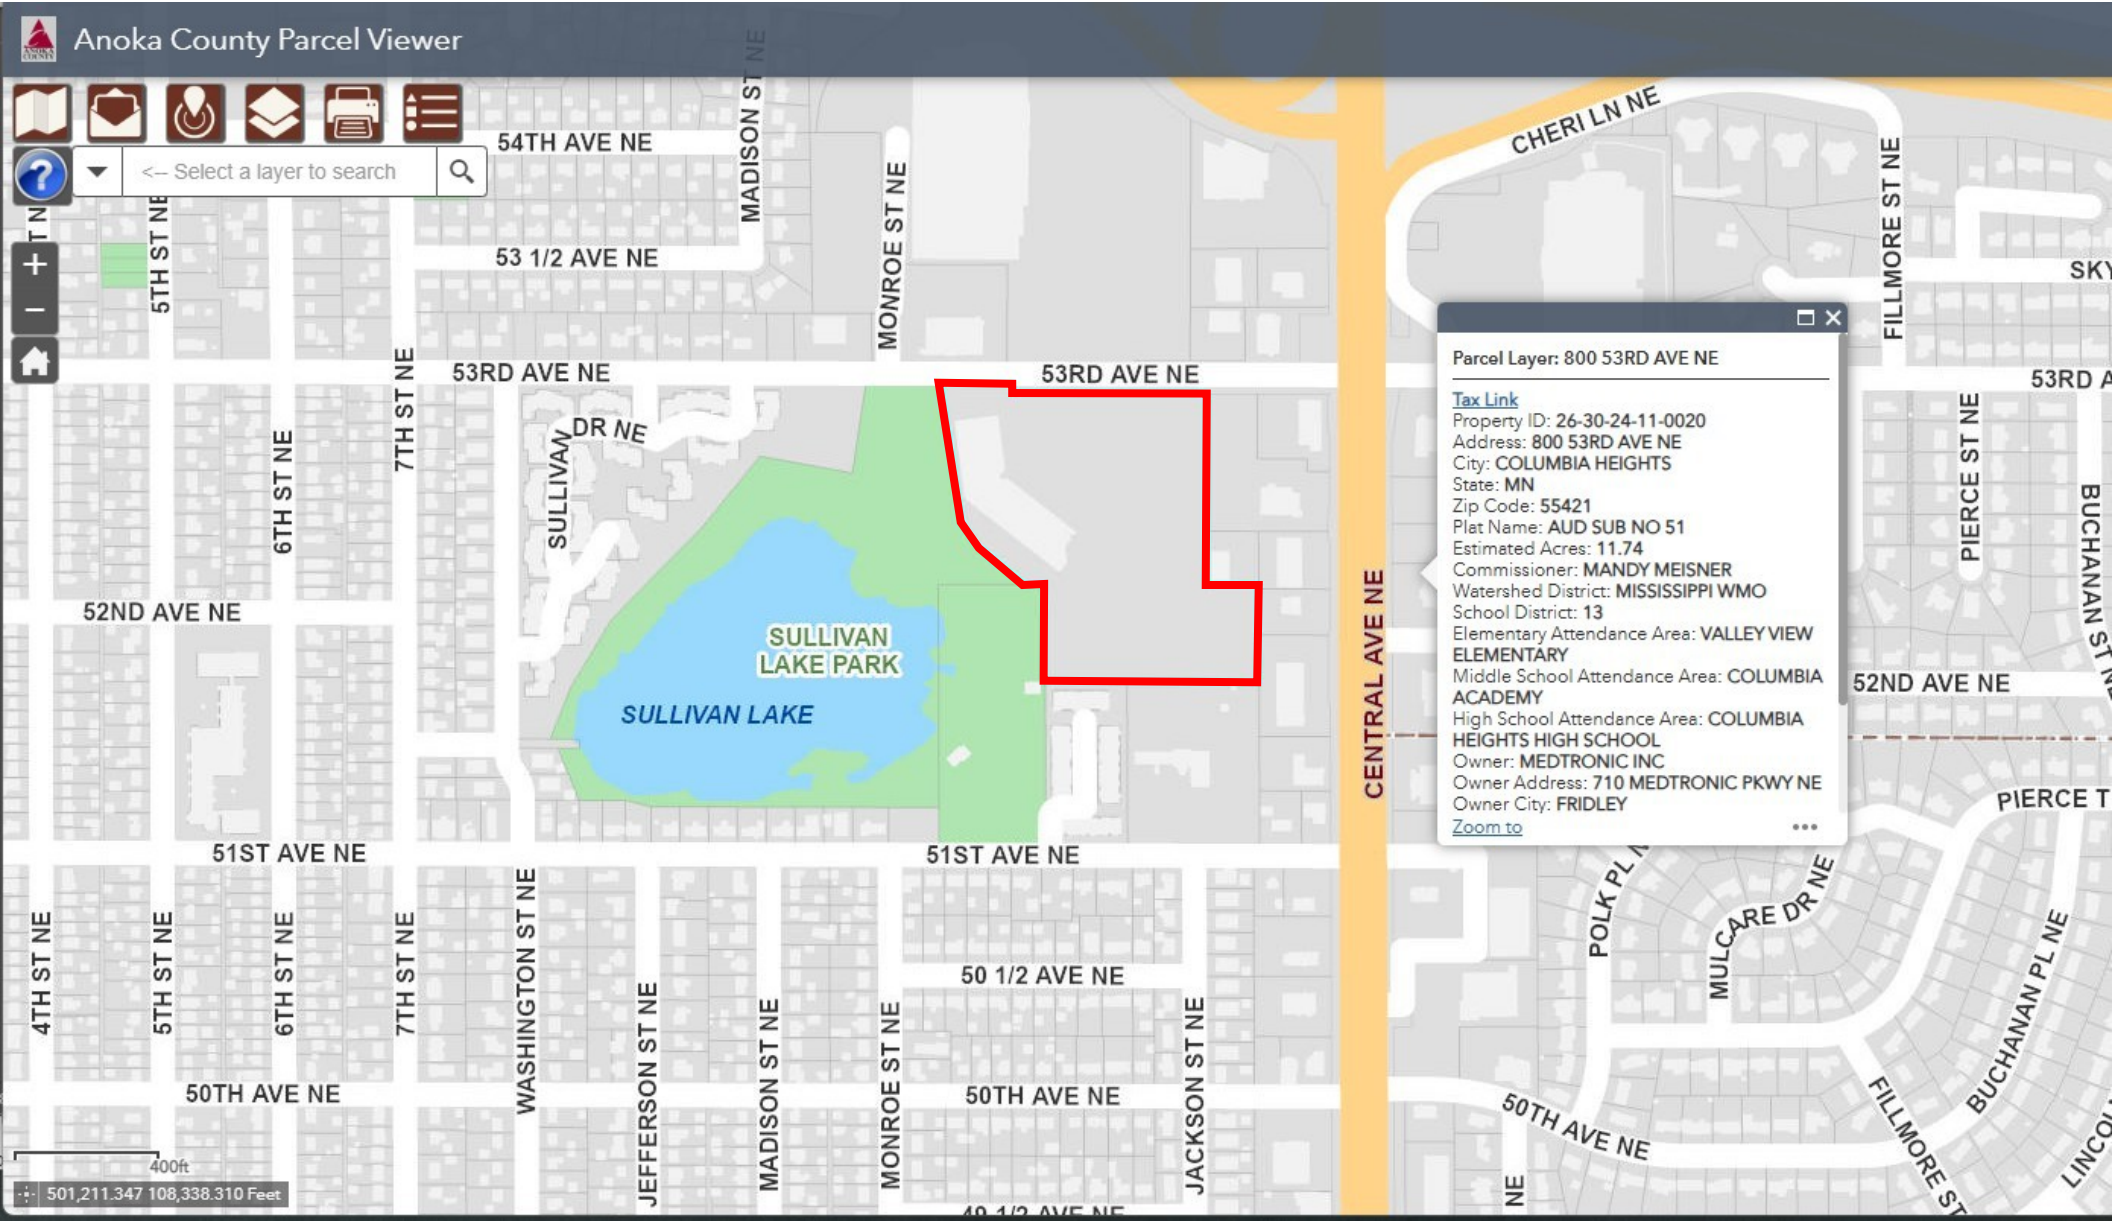 Anoka County Parcel Viewer
ANOKA
COUNTY
<-- Select a layer to search
MADISON ST NE
54TH AVE NE
CHERI LN NE
MONROE ST NE
FILLMORE ST NE
5TH ST NE
53 1/2 AVE NE
SKY
53RD AVE NE
53RD AVE NE
53RD A
7TH ST NE
6TH ST NE
SULLIVAN
DR NE
PIERCE ST NE
BUCHANAN ST NE
52ND AVE NE
52ND AVE NE
SULLIVAN
LAKE PARK
SULLIVAN LAKE
CENTRAL AVE NE
Parcel Layer: 800 53RD AVE NE
Tax Link
Property ID: 26-30-24-11-0020
Address: 800 53RD AVE NE
City: COLUMBIA HEIGHTS
State: MN
Zip Code: 55421
Plat Name: AUD SUB NO 51
Estimated Acres: 11.74
Commissioner: MANDY MEISNER
Watershed District: MISSISSIPPI WMO
School District: 13
Elementary Attendance Area: VALLEY VIEW
ELEMENTARY
Middle School Attendance Area: COLUMBIA
ACADEMY
High School Attendance Area: COLUMBIA
HEIGHTS HIGH SCHOOL
Owner: MEDTRONIC INC
Owner Address: 710 MEDTRONIC PKWY NE
Owner City: FRIDLEY
Zoom to
PIERCE T
51ST AVE NE
51ST AVE NE
4TH ST NE
5TH ST NE
6TH ST NE
7TH ST NE
WASHINGTON ST NE
JEFFERSON ST NE
MADISON ST NE
MONROE ST NE
JACKSON ST NE
POLK PL N
MULCARE DR NE
BUCHANAN PL NE
50 1/2 AVE NE
50TH AVE NE
50TH AVE NE
50TH AVE NE
FILLMORE ST
LINCOL
NE
49 1/2 AVE NE
400ft
501,211.347 108,338.310 Feet